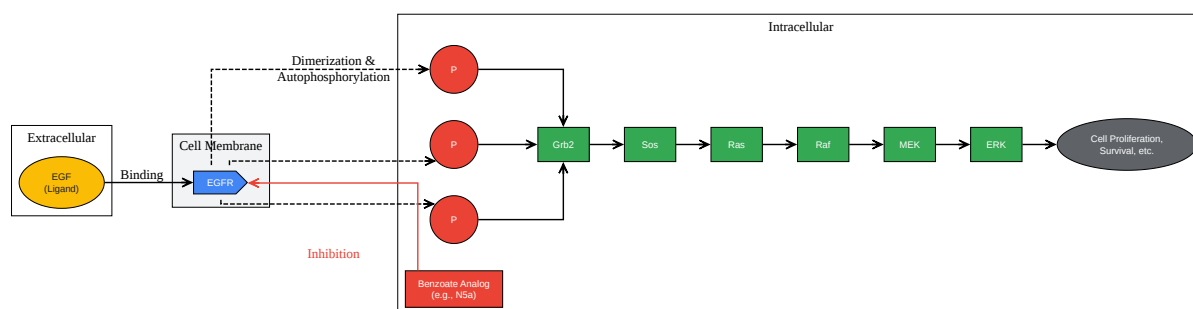 Intracellular
Dimerization &
Autophosphorylation
P
Extracellular
Cell Membrane
EGF
(Ligand)
Binding
EGFR
P
Grb2
Sos
Ras
Raf
MEK
ERK
Cell Proliferation,
Survival, etc.
P
Inhibition
Benzoate Analog
(e.g., N5a)